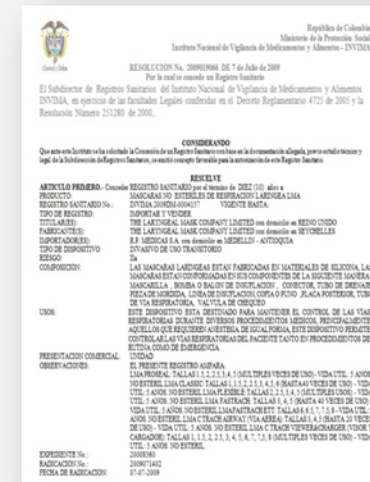 República de Colombia
Ministerio de la Protección Social
Instituto Nacional de Vigilancia de Medicamentos y Alimentos – INVIMA
RESOLUCION No. 2009019066 DE 7 de Julio de 2009
Por la cual se concede un Registro Sanitario
El Subdirector de Registros Sanitarios del Instituto Nacional de Vigilancia de Medicamentos y Alimentos
INVIMA, en ejercicio de las facultades Legales conferidas en el Decreto Reglamentario 4725 de 2005 y la
Resolución Número 251280 de 2000,.
CONSIDERANDO
Que ante este Instituto se ha solicitado la Concesión de un Registro Sanitario con base en la documentación allegada, previo estudio técnico y
legal de la Subdirección de Registros Sanitarios, se emitió concepto favorable para la autorización de este Registro Sanitario.
RESUELVE
ARTICULO PRIMERO.- Conceder REGISTRO SANITARIO por el término de DIEZ (10) años a
PRODUCTO: MASCARAS NO ESTERILES DE RESPIRACION LARINGEA LMA
REGISTRO SANITARIO No.: INVIMA 2009DM-0004157 VIGENTE HASTA:
TIPO DE REGISTRO: IMPORTAR Y VENDER
TITULAR(ES): THE LARYNGEAL MASK COMPANY LIMITED con domicilio en REINO UNIDO
FABRICANTE(S): THE LARYNGEAL MASK COMPANY LIMITED con domicilio en SEYCHELLES
IMPORTADOR(ES): R.P. MEDICAS S.A. con domicilio en MEDELLIN - ANTIOQUIA
TIPO DE DISPOSITIVO INVASIVO DE USO TRANSITORIO
RIESGO: IIa
COMPOSICION: LAS MASCARAS LARINGEAS ESTAN FABRICADAS EN MATERIALES DE SILICONA, LAS
MASCARAS ESTAN CONFORMADAS EN SUS COMPONENTES DE LA SIGUIENTE MANERA:
MASCARILLA , BOMBA O BALON DE INSUFLACION , CONECTOR, TUBO DE DRENAJE,
PIEZA DE MORDIDA, LINEA DE INSUFLACION, COFIA O PUÑO ,PLACA POSTERIOR, TUBO
DE VIA RESPIRATORIA, VALVULA DE CHEQUEO
USOS: ESTE DISPOSITIVO ESTA DESTINADO PARA MANTENER EL CONTROL DE LAS VIAS
RESPIRATORIAS DURANTE DIVERSOS PROCEDIMIENTOS MEDICOS, PRINCIPALMENTE
AQUELLOS QUE REQUIEREN ANESTESIA. DE IGUAL FORMA, ESTE DISPOSITIVO PERMITE
CONTROLAR LAS VIAS RESPIRATORIAS DEL PACIENTE TANTO EN PROCEDIMIENTOS DE
RUTINA COMO DE EMERGENCIA.
PRESENTACION COMERCIAL: UNIDAD
OBSERVACIONES: EL PRESENTE REGISTRO AMPARA:
EXPEDIENTE No.: 20008360
RADICACION No.: 2009071402
FECHA DE RADICACION: 07-07-2009